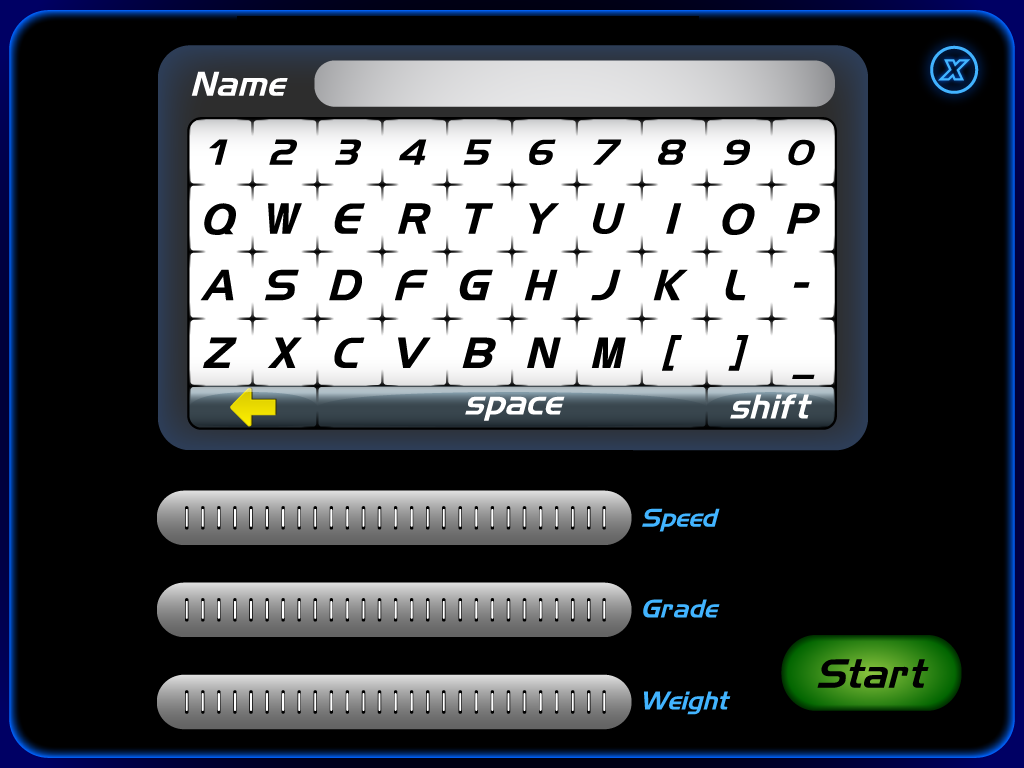 Name
X
1 2 3 4 5 6 7 8 9 0
Q W E R T Y U I O P
A S D F G H J K L -
Z X C V B N M [ ] _
space shift
Speed
Grade
Weight
Start